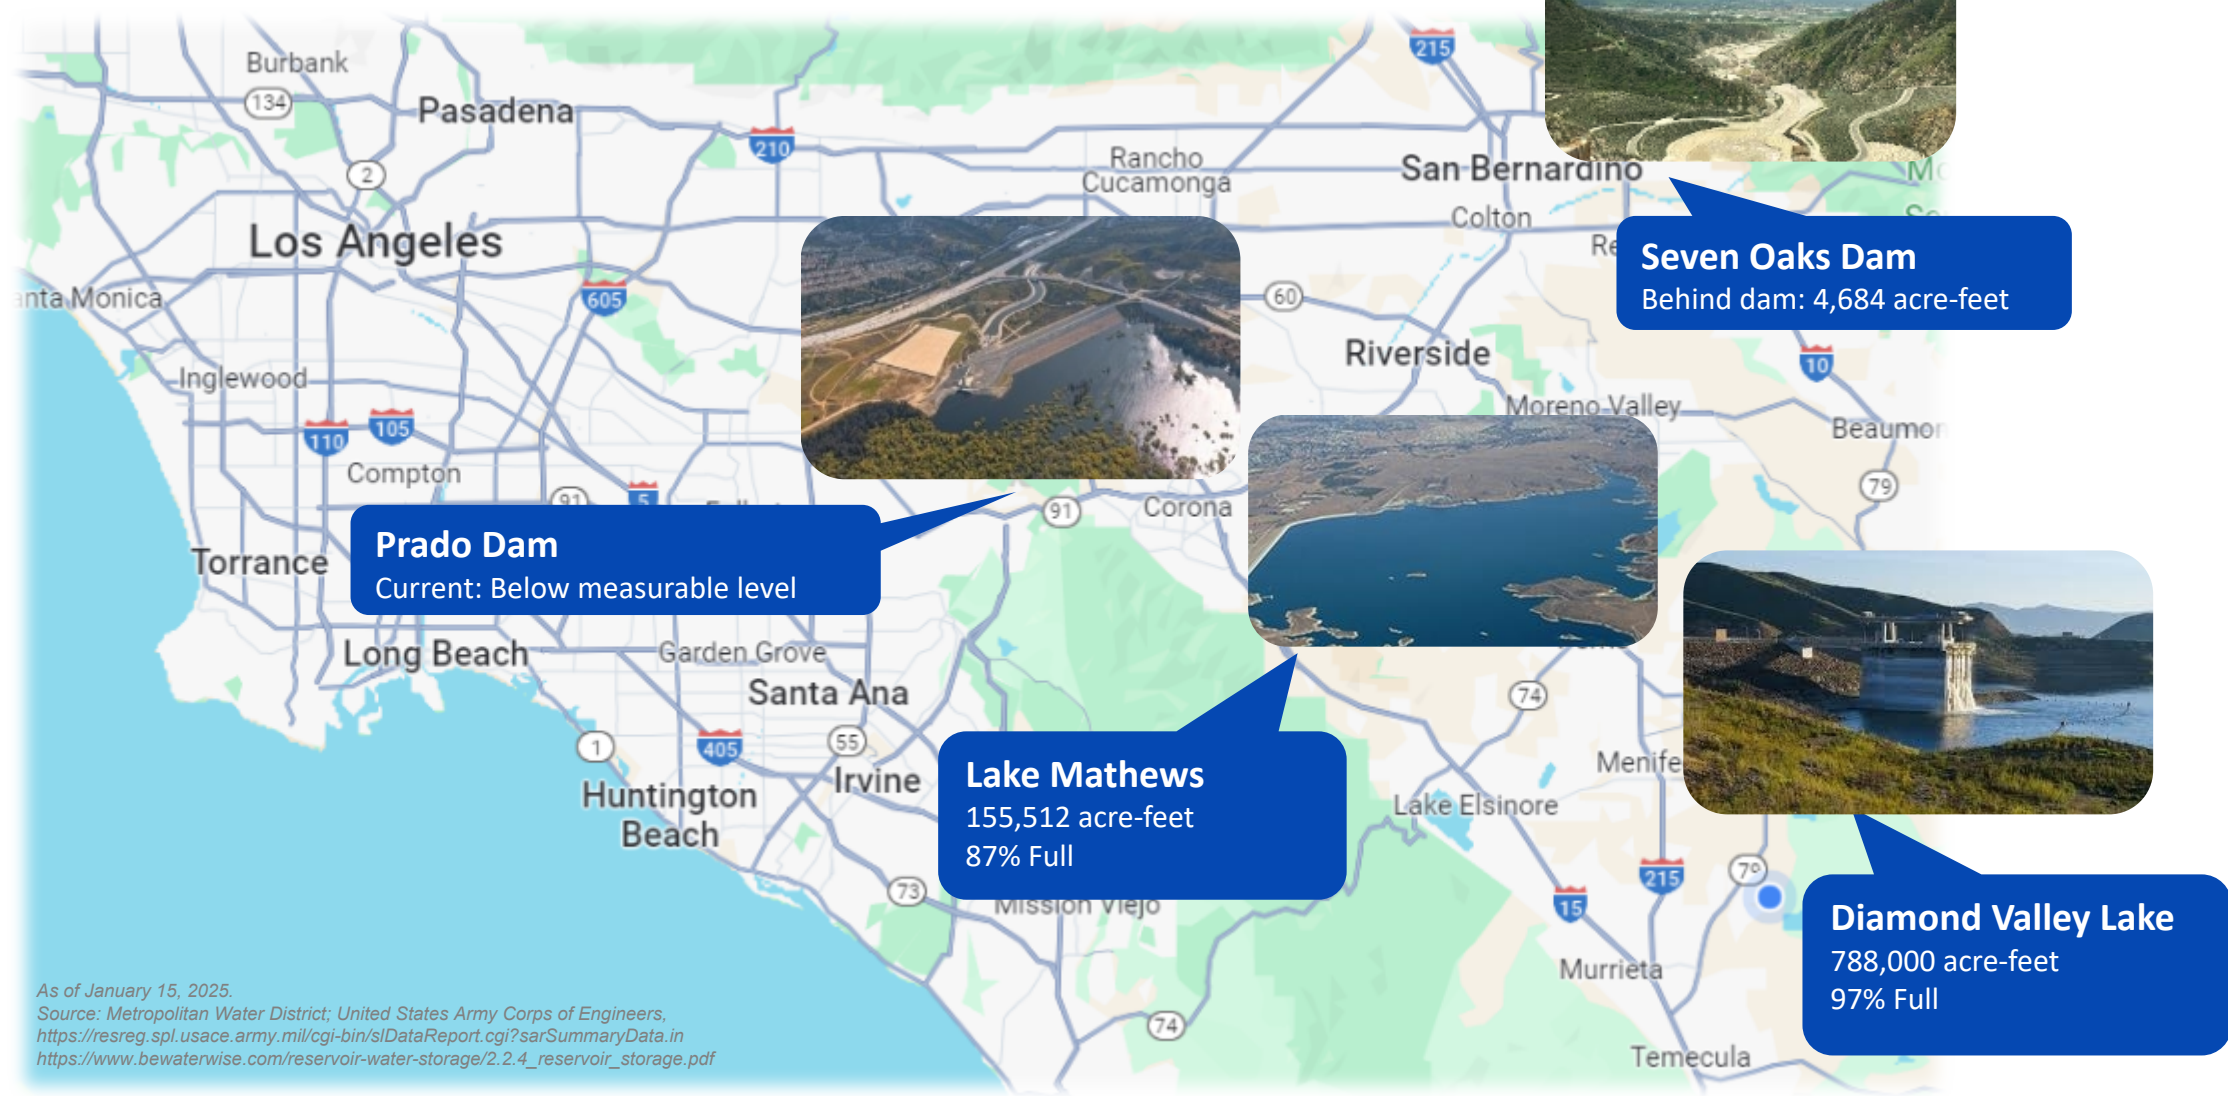 Burbank
134
Pasadena
215
210
2
Rancho
Cucamonga
San Bernardino
Los Angeles
Colton
Seven Oaks Dam
Behind dam: 4,684 acre-feet
605
60
Riverside
10
Inglewood
Moreno Valley
110
105
Compton
79
91
5
91
Corona
Prado Dam
Current: Below measurable level
Torrance
Long Beach
Garden Grove
Santa Ana
74
1
405
55
Irvine
Huntington
Beach
Lake Mathews
155,512 acre-feet
87% Full
Lake Elsinore
73
Mission Viejo
215
15
Diamond Valley Lake
788,000 acre-feet
97% Full
Murrieta
74
Temecula
As of January 15, 2025.
Source: Metropolitan Water District; United States Army Corps of Engineers,
https://resreg.spl.usace.army.mil/cgi-bin/slDataReport.cgi?sarSummaryData.in
https://www.bewaterwise.com/reservoir-water-storage/2.2.4_reservoir_storage.pdf